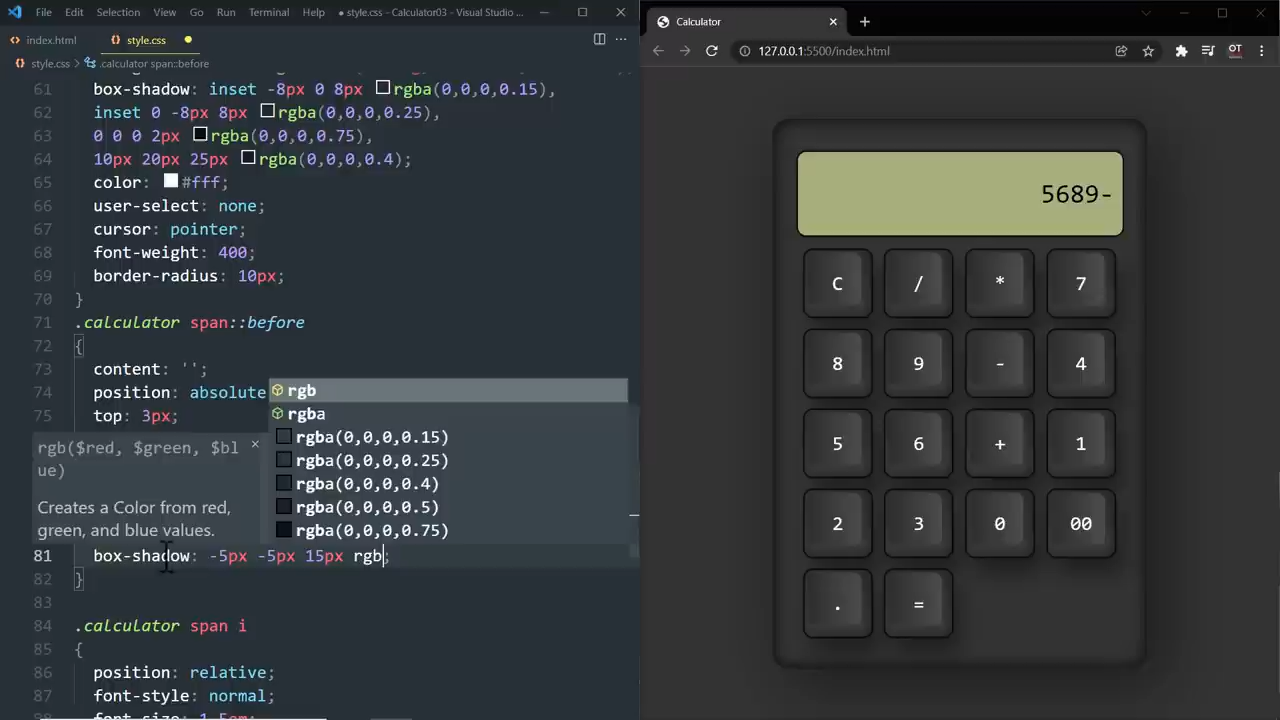 File Edit Selection View Go Run Terminal Help ● style.css - Calculator03 - Visual Studio ...
index.html style.css
style.css > .calculator span::before
61 box-shadow: inset -8px 0 8px rgba(0,0,0,0.15),
62 inset 0 -8px 8px rgba(0,0,0,0.25),
63 0 0 0 2px rgba(0,0,0,0.75),
64 10px 20px 25px rgba(0,0,0,0.4);
65 color: #fff;
66 user-select: none;
67 cursor: pointer;
68 font-weight: 400;
69 border-radius: 10px;
70 }
71 .calculator span::before
72 {
73 content: '';
74 position: absolute
75 top: 3px;
rgb
rgba
rgba(0,0,0,0.15)
rgba(0,0,0,0.25)
rgba(0,0,0,0.4)
rgba(0,0,0,0.5)
rgba(0,0,0,0.75)
rgb($red, $green, $bl
ue)
Creates a Color from red,
green, and blue values.
81 box-shadow: -5px -5px 15px rgb;
82 }
83
84 .calculator span i
85 {
86 position: relative;
87 font-style: normal;
Calculator
127.0.0.1:5500/index.html
OT
5689-
C / * 7
8 9 - 4
5 6 + 1
2 3 0 00
. =